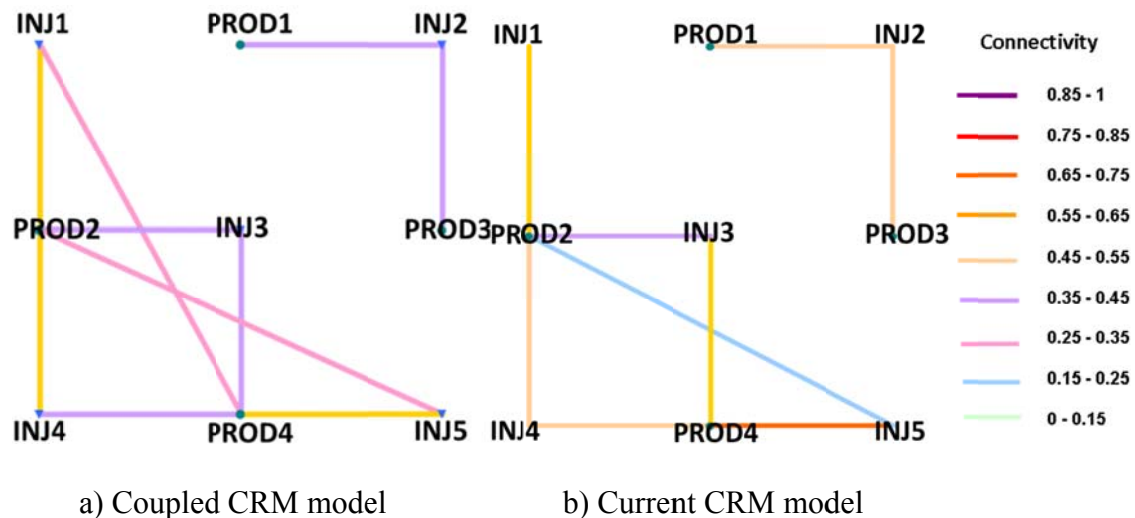 INJ1 PROD1 INJ2
PROD2 INJ3 PROD3
INJ4 PROD4 INJ5
a) Coupled CRM model
INJ1 PROD1 INJ2
PROD2 INJ3 PROD3
INJ4 PROD4 INJ5
b) Current CRM model
Connectivity
0.85 - 1
0.75 - 0.85
0.65 - 0.75
0.55 - 0.65
0.45 - 0.55
0.35 - 0.45
0.25 - 0.35
0.15 - 0.25
0 - 0.15